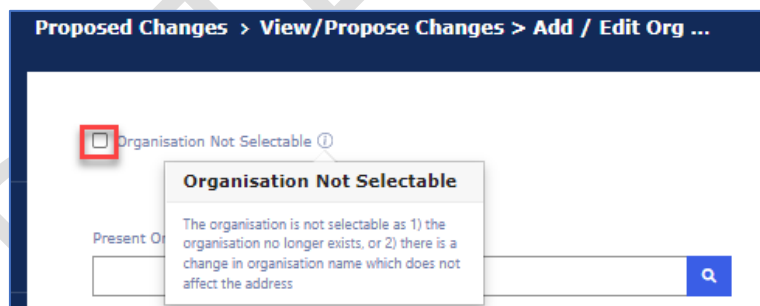 Proposed Changes > View/Propose Changes > Add / Edit Org ...
Organisation Not Selectable
Organisation Not Selectable
The organisation is not selectable as 1) the
Present Or
organisation no longer exists, or 2) there is a
change in organisation name which does not
affect the address